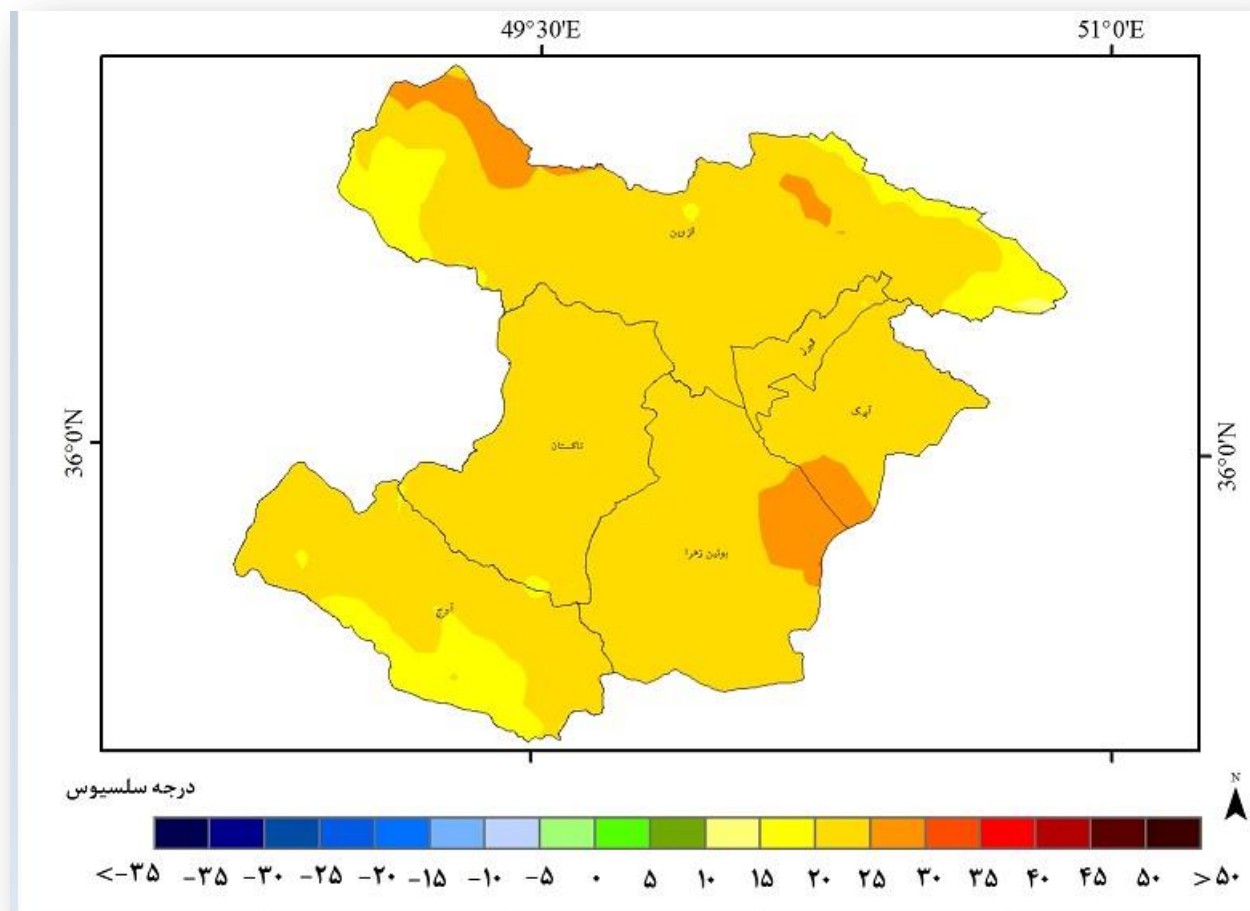 49°30'E 51°0'E
قزوین
البرز
آبیک
36°0'N 36°0'N
تاکستان
بوئین زهرا
آوج
درجه سلسیوس
N
<-۳۵ -۳۵ -۳۰ -۲۵ -۲۰ -۱۵ -۱۰ -۵ ۰ ۵ ۱۰ ۱۵ ۲۰ ۲۵ ۳۰ ۳۵ ۴۰ ۴۵ ۵۰ >۵۰